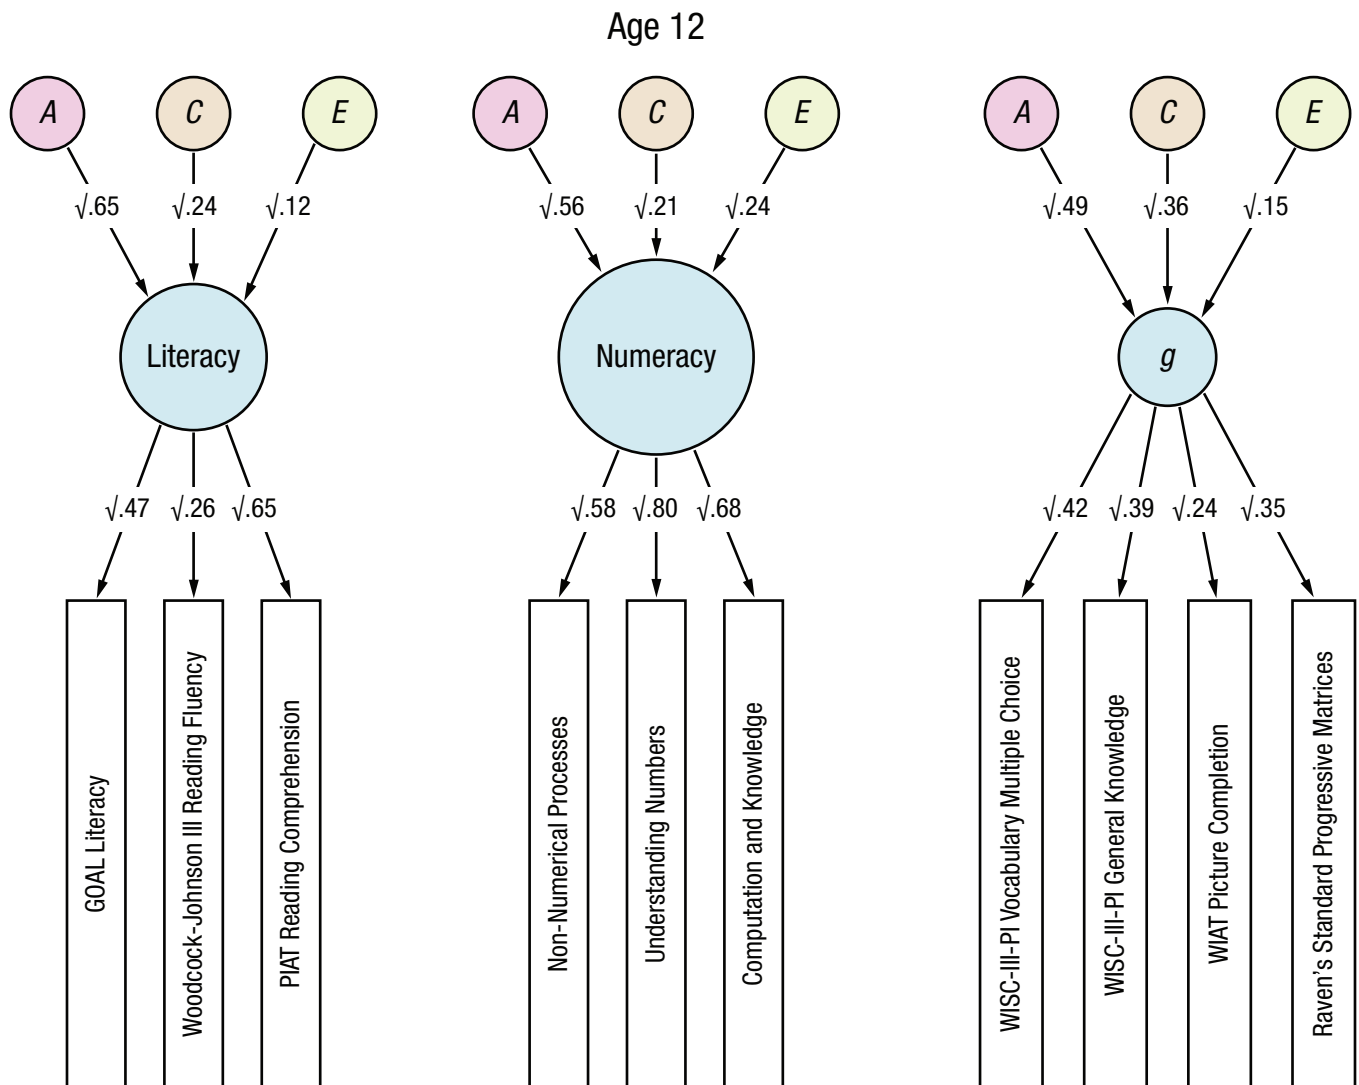 Age 12
A C E A C E A C E
√.65 √.24 √.12 √.56 √.21 √.24 √.49 √.36 √.15
Literacy Numeracy g
√.47 √.26 √.65 √.58 √.80 √.68 √.42 √.39 √.24 √.35
GOAL Literacy
Woodcock-Johnson III Reading Fluency
PIAT Reading Comprehension
Non-Numerical Processes
Understanding Numbers
Computation and Knowledge
WISC-III-PI Vocabulary Multiple Choice
WISC-III-PI General Knowledge
WIAT Picture Completion
Raven's Standard Progressive Matrices